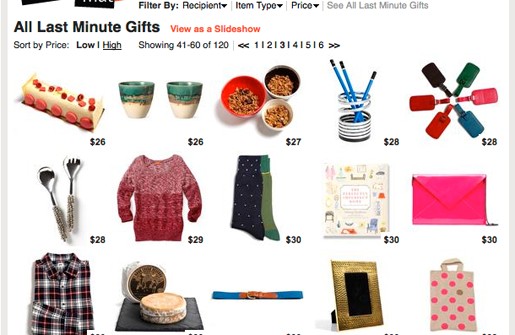 Filter By: Recipient▾ | Item Type▾ | Price▾ | See All Last Minute Gifts
All Last Minute Gifts View as a Slideshow
Sort by Price: Low | High Showing 41-60 of 120 | << 1 | 2 | 3 | 4 | 5 | 6 >>
$26 $26 $27 $28 $28
$28 $29 $30 $30 $30